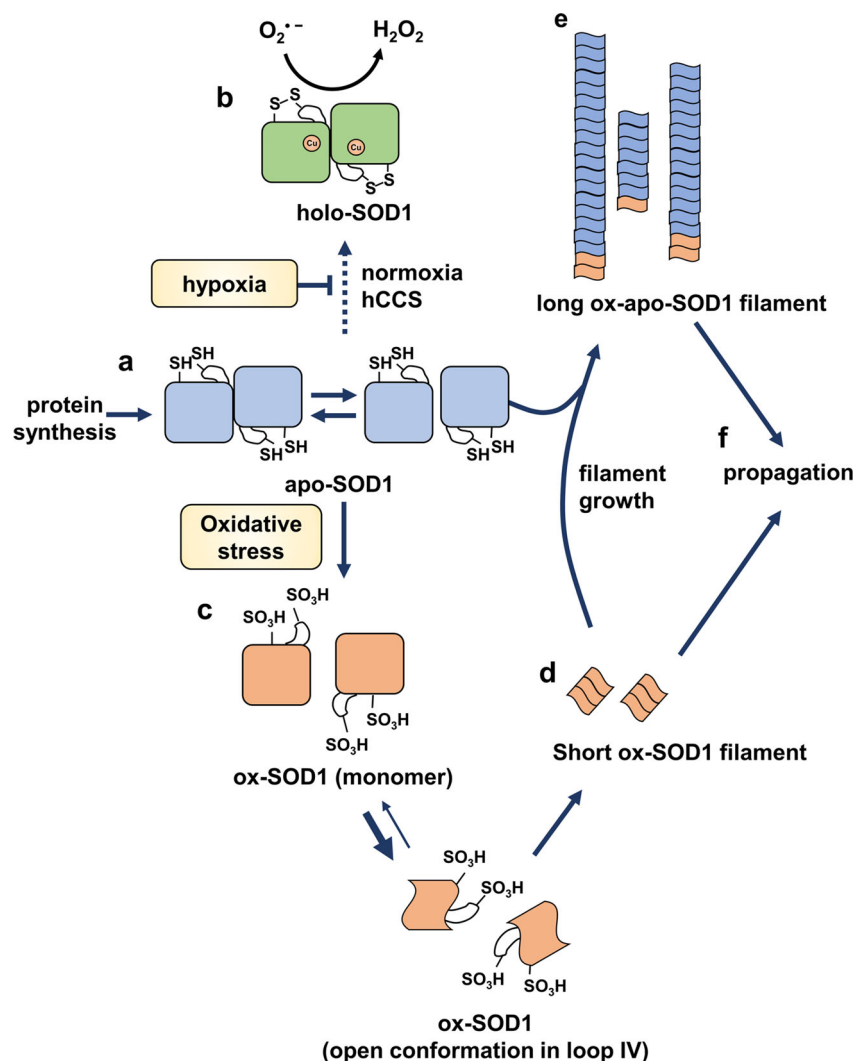 O₂•−
H₂O₂
e
b
S
S
Cu
Cu
S
S
holo-SOD1
hypoxia
normoxia
hCCS
long ox-apo-SOD1 filament
a
SH
SH
SH
SH
protein
synthesis
SH
SH
SH
SH
apo-SOD1
filament
growth
f
propagation
Oxidative
stress
c
SO₃H
SO₃H
SO₃H
SO₃H
ox-SOD1 (monomer)
d
Short ox-SOD1 filament
SO₃H
SO₃H
SO₃H
SO₃H
ox-SOD1
(open conformation in loop IV)